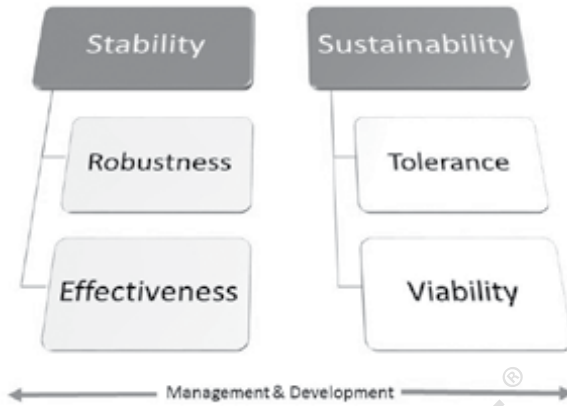 Stability
Robustness
Effectiveness
Sustainability
Tolerance
Viability
Management & Development
®